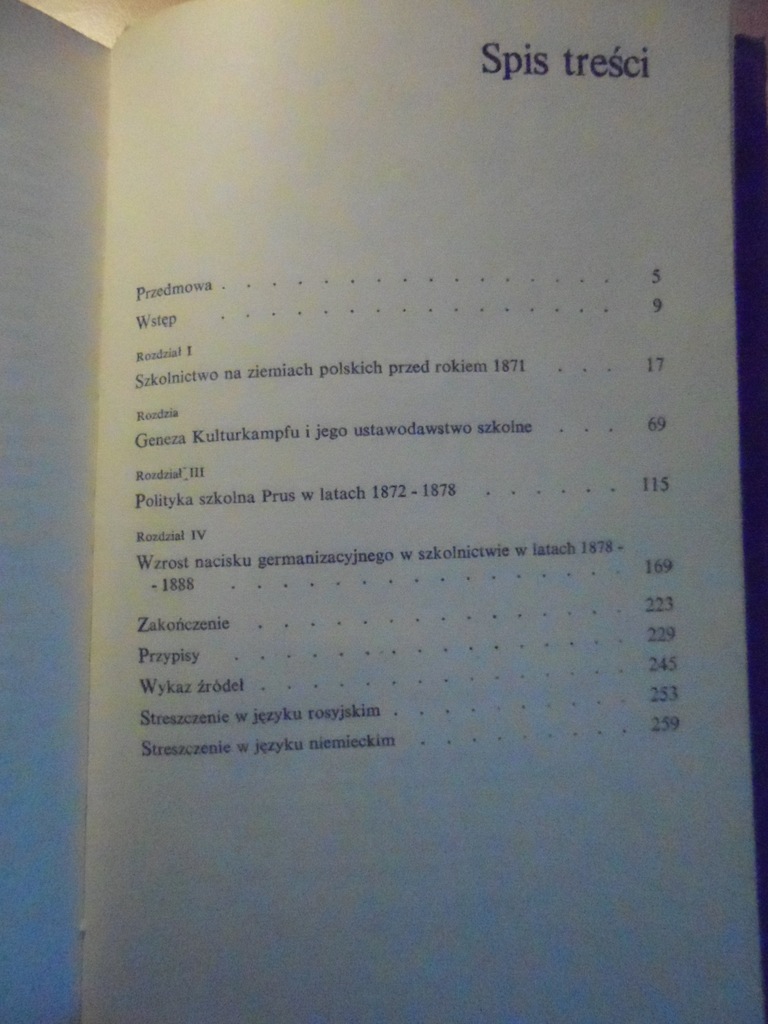 Spis treści
Przedmowa . . . . . . . . . . . . . . . . 5
Wstęp . . . . . . . . . . . . . . . . 9
Rozdział I
Szkolnictwo na ziemiach polskich przed rokiem 1871 . . . 17
Rozdzia
Geneza Kulturkampfu i jego ustawodawstwo szkolne . . . 69
Rozdział III
Polityka szkolna Prus w latach 1872 - 1878 . . . . . . 115
Rozdział IV
Wzrost nacisku germanizacyjnego w szkolnictwie w latach 1878 -
- 1888 . . . . . . . . . . . . . . . . 169
Zakończenie . . . . . . . . . . . . . . . 223
Przypisy . . . . . . . . . . . . . . . 229
Wykaz źródeł . . . . . . . . . . . . . . . 245
Streszczenie w języku rosyjskim . . . . . . . . . . 253
Streszczenie w języku niemieckim . . . . . . . . . 259